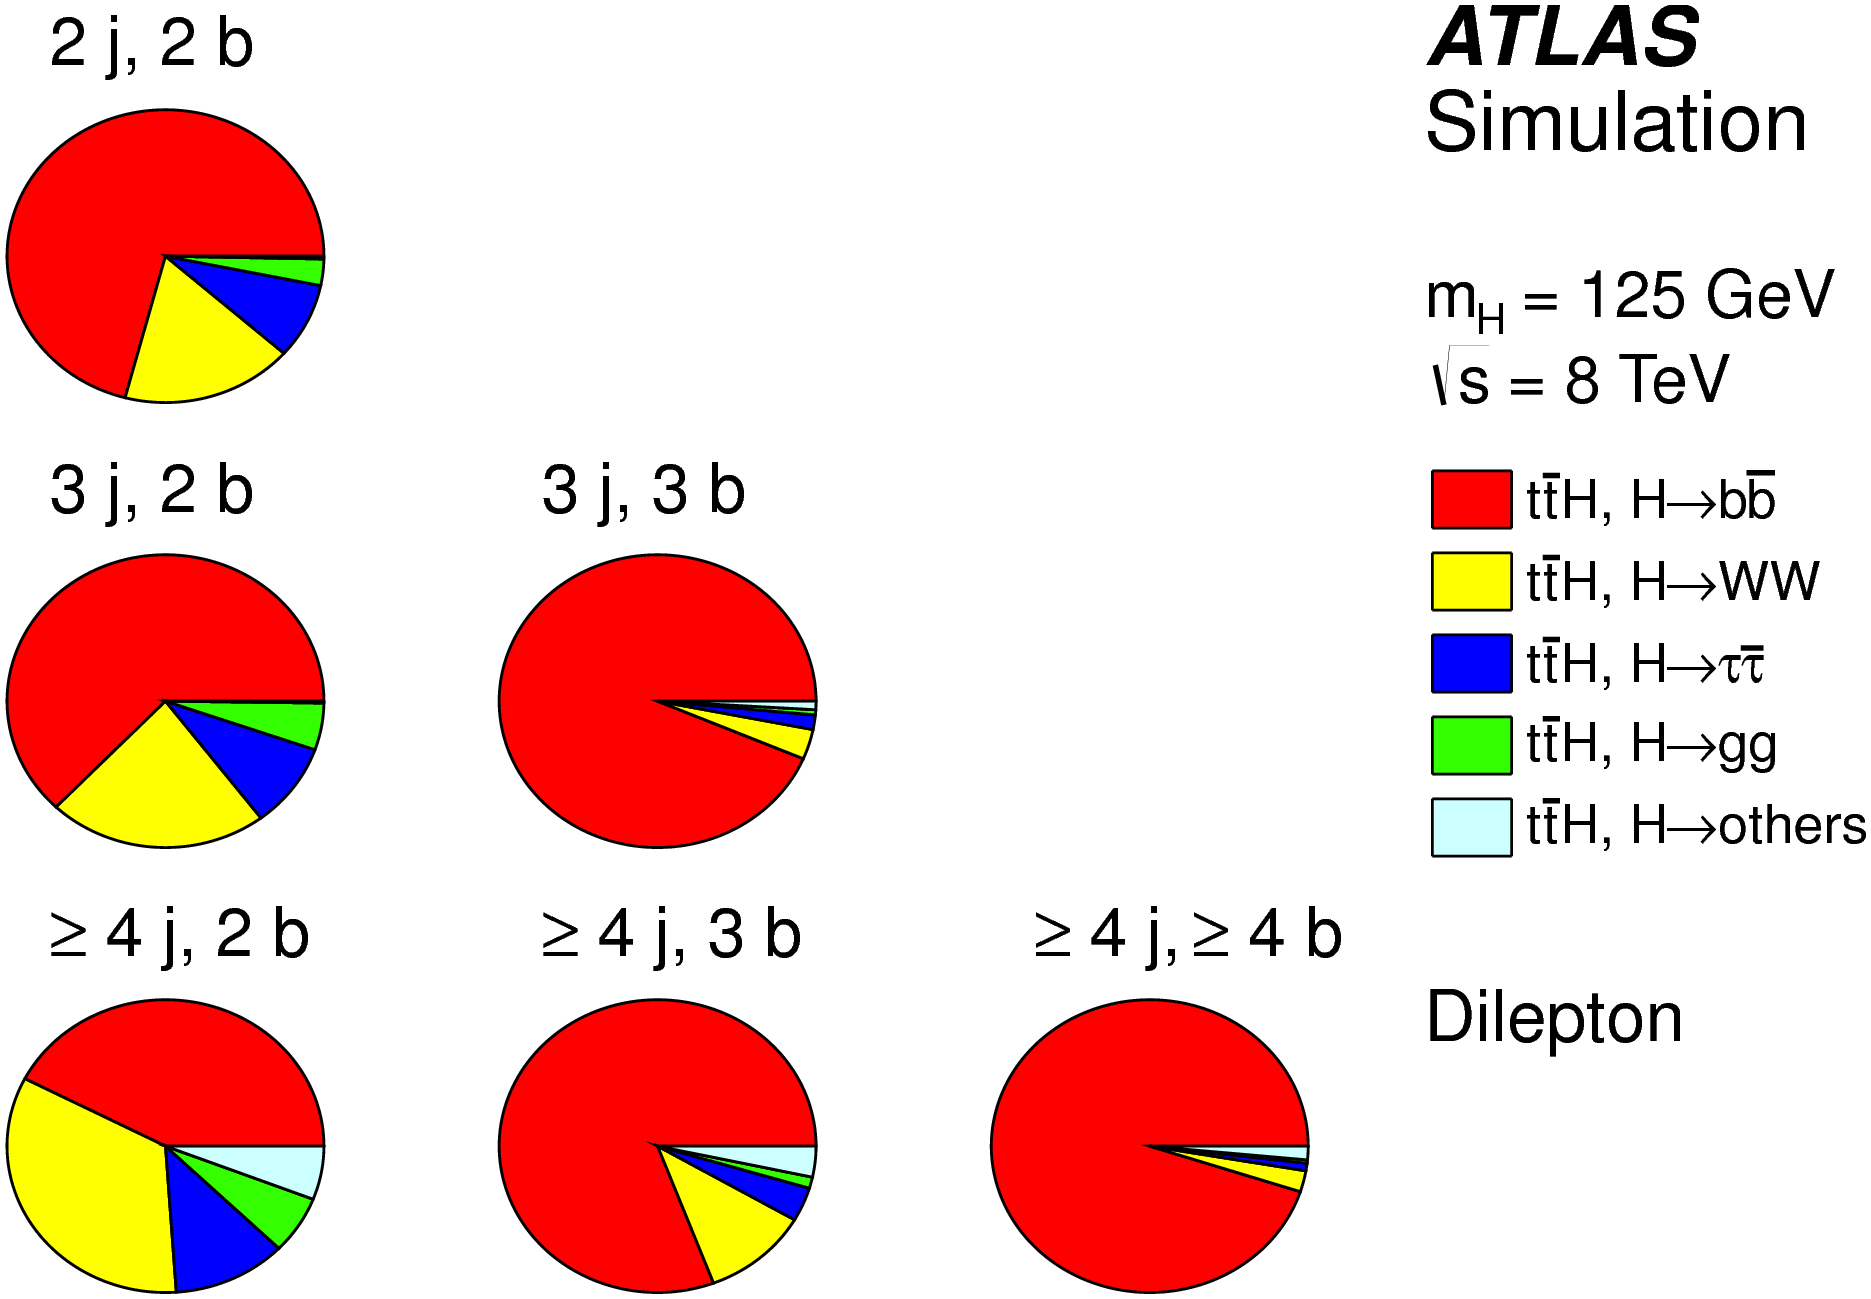 2 j, 2 b
ATLAS
Simulation
m_H = 125 GeV
√s = 8 TeV
3 j, 2 b
3 j, 3 b
tt̄H, H→bb̄
tt̄H, H→WW
tt̄H, H→ττ̄
tt̄H, H→gg
tt̄H, H→others
≥ 4 j, 2 b
≥ 4 j, 3 b
≥ 4 j, ≥ 4 b
Dilepton